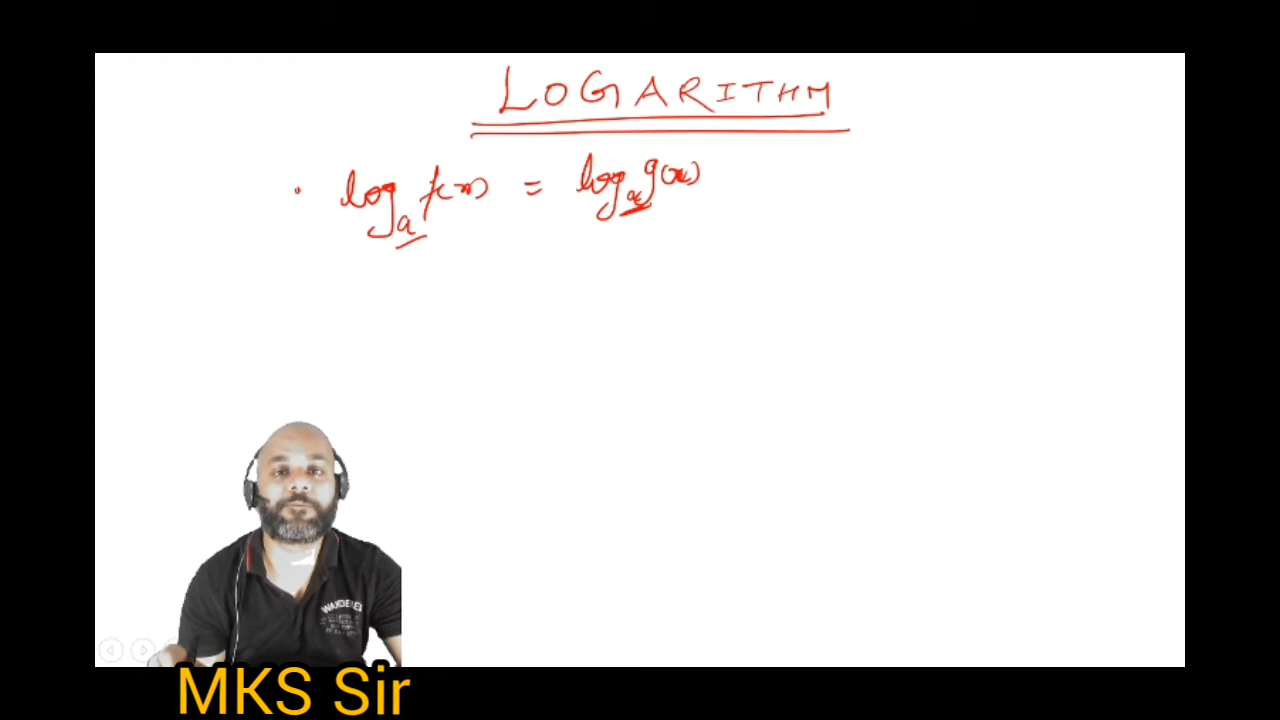 LOGARITHM
. log_a f(x) = log_a g(x)
MKS Sir